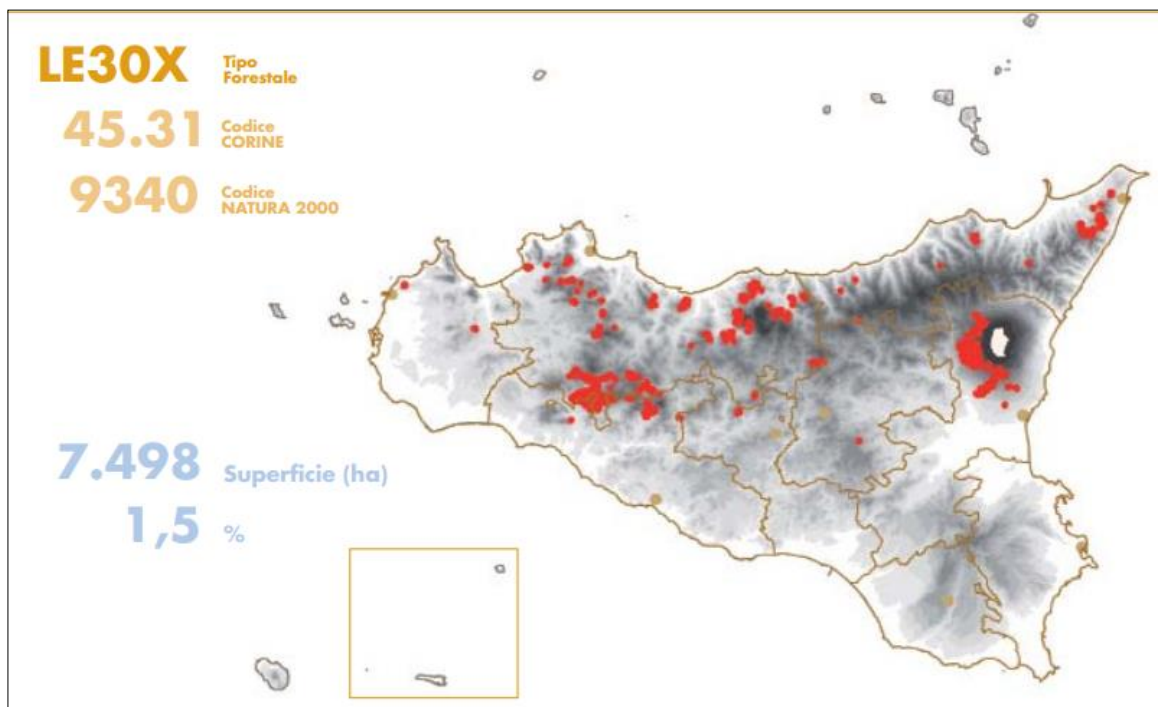 LE30X Tipo
Forestale
45.31 Codice
CORINE
9340 Codice
NATURA 2000
7.498 Superficie (ha)
1,5 %